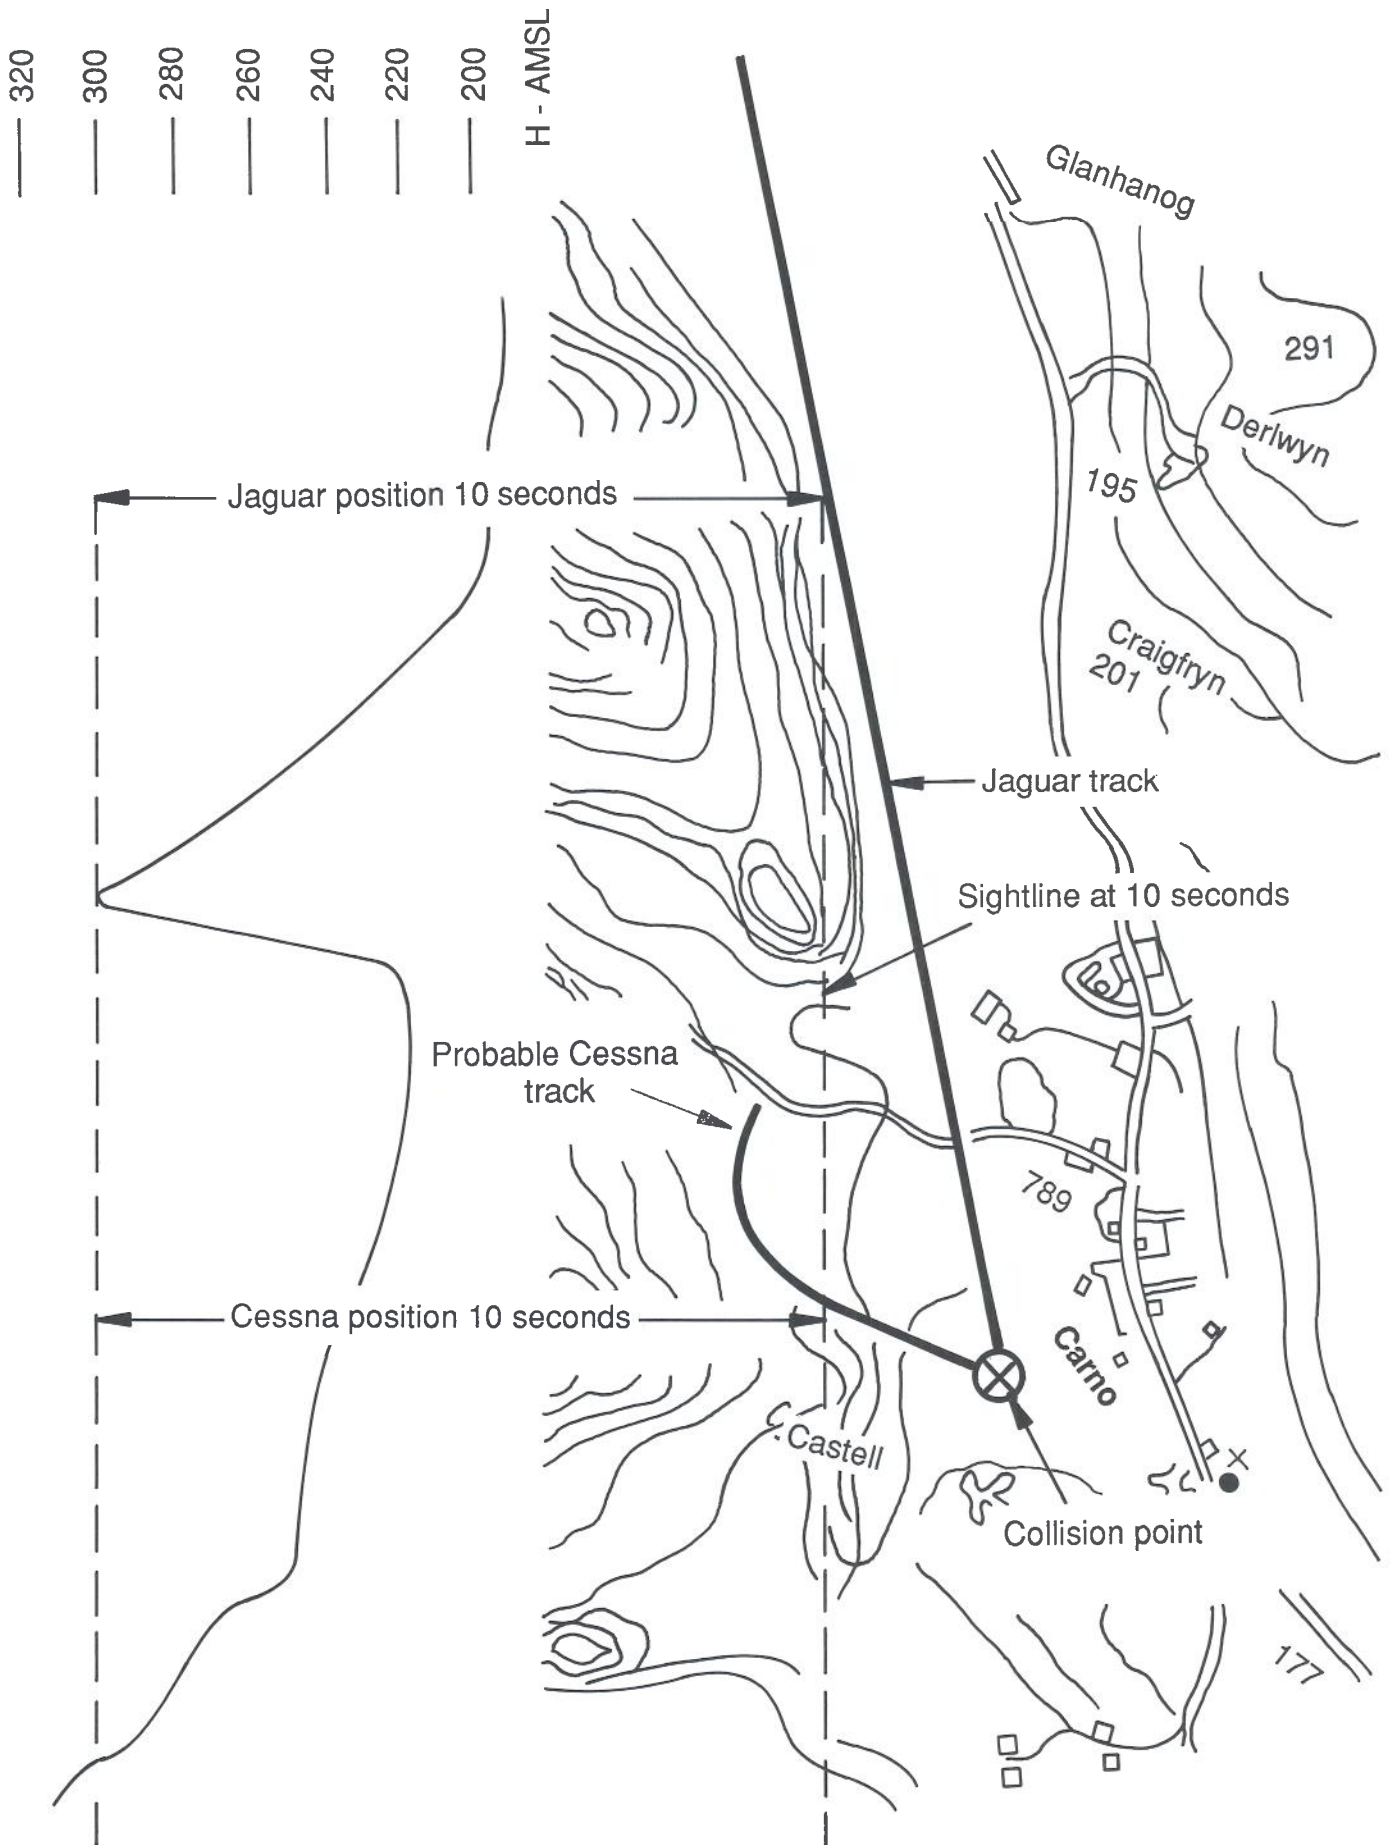 320
300
280
260
240
220
200
H - AMSL
Glanhanog
291
Derlwyn
195
Jaguar position 10 seconds
Craigfryn
201
Jaguar track
Sightline at 10 seconds
Probable Cessna
track
789
Cessna position 10 seconds
Carno
Castell
Collision point
177